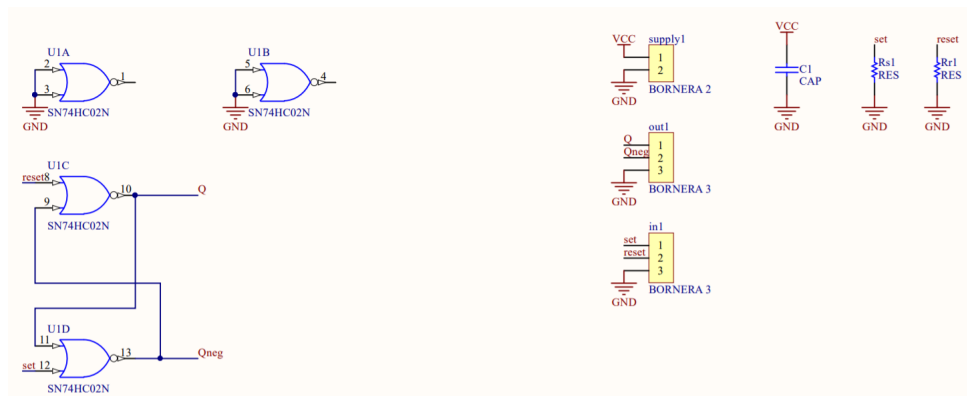 U1A
2
3
1
SN74HC02N
GND
U1B
5
6
4
SN74HC02N
GND
U1C
reset8
9
10
Q
SN74HC02N
U1D
11
set 12
13
Qneg
SN74HC02N
VCC
supply1
1
2
BORNERA 2
GND
out1
Q
1
Qneg
2
3
BORNERA 3
GND
in1
set
1
reset
2
3
BORNERA 3
GND
VCC
C1
CAP
GND
set
Rs1
RES
GND
reset
Rr1
RES
GND